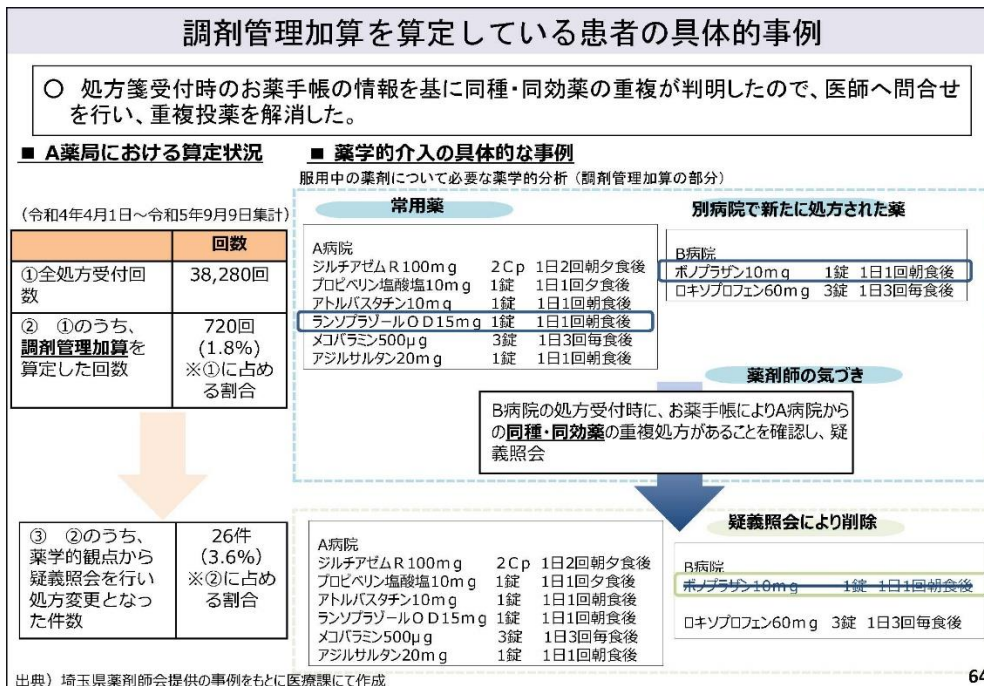 調剤管理加算を算定している患者の具体的事例
○ 処方箋受付時のお薬手帳の情報を基に同種・同効薬の重複が判明したので、医師へ問合せ
を行い、重複投薬を解消した。
■ A薬局における算定状況
(令和4年4月1日～令和5年9月9日集計)
回数
①全処方受付回
数
38,280回
② ①のうち、
調剤管理加算を
算定した回数
720回
(1.8%)
※①に占め
る割合
③ ②のうち、
薬学的観点から
疑義照会を行い
処方変更となっ
た件数
26件
(3.6%)
※②に占め
る割合
■ 薬学的介入の具体的な事例
服用中の薬剤について必要な薬学的分析（調剤管理加算の部分）
常用薬
A病院
ジルチアゼムR100mg 2Cp 1日2回朝夕食後
プロピベリン塩酸塩10mg 1錠 1日1回夕食後
アトルバスタチン10mg 1錠 1日1回朝食後
ランソプラゾールOD15mg 1錠 1日1回朝食後
メコバラミン500μg 3錠 1日3回毎食後
アジルサルタン20mg 1錠 1日1回朝食後
別病院で新たに処方された薬
B病院
ボノプラザン10mg 1錠 1日1回朝食後
ロキソプロフェン60mg 3錠 1日3回毎食後
薬剤師の気づき
B病院の処方受付時に、お薬手帳によりA病院から
の同種・同効薬の重複処方があることを確認し、疑
義照会
疑義照会により削除
A病院
ジルチアゼムR100mg 2Cp 1日2回朝夕食後
プロピベリン塩酸塩10mg 1錠 1日1回夕食後
アトルバスタチン10mg 1錠 1日1回朝食後
ランソプラゾールOD15mg 1錠 1日1回朝食後
メコバラミン500μg 3錠 1日3回毎食後
アジルサルタン20mg 1錠 1日1回朝食後
B病院
ボノプラザン10mg 1錠 1日1回朝食後
ロキソプロフェン60mg 3錠 1日3回毎食後
出典）埼玉県薬剤師会提供の事例をもとに医療課にて作成
64